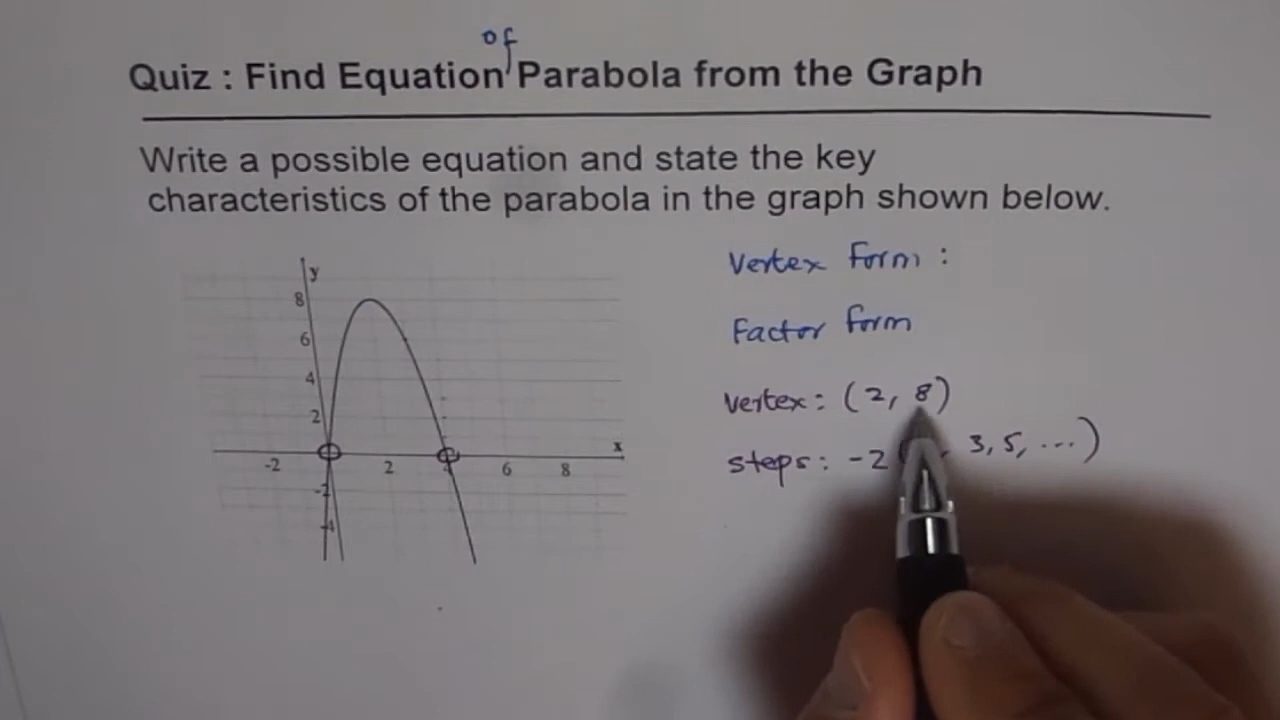 of
Quiz : Find Equation Parabola from the Graph
Write a possible equation and state the key
characteristics of the parabola in the graph shown below.
y
8
6
4
2
x
-2
2
4
6
8
-2
-4
Vertex Form :
Factor Form
Vertex : (2, 8)
steps : -2 ( , 3, 5, ...)